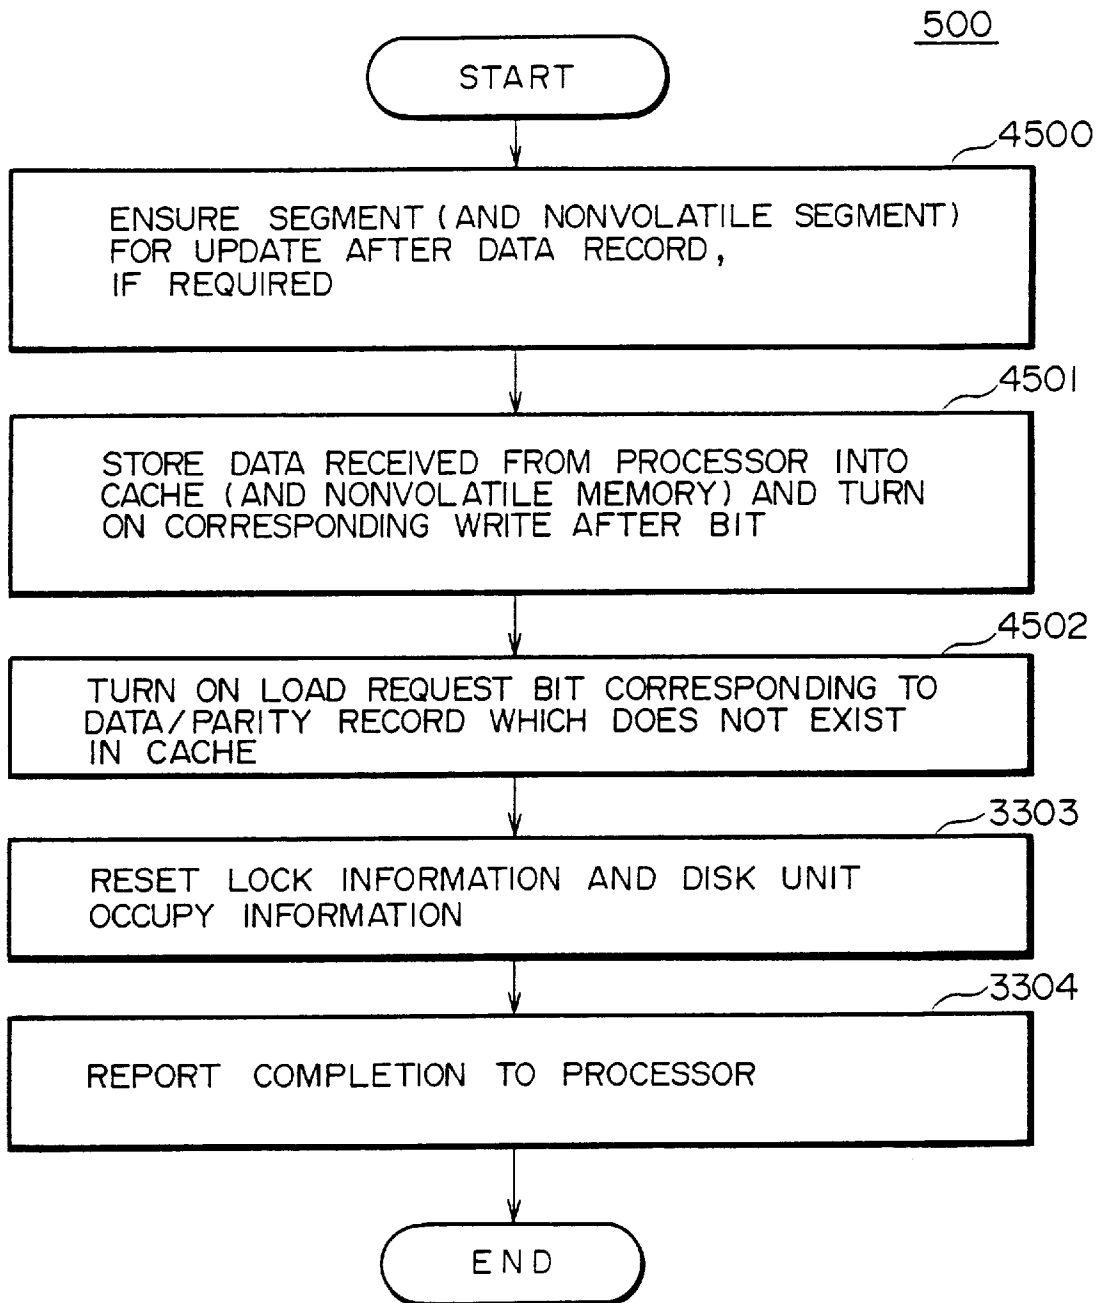 500
START
4500
ENSURE SEGMENT (AND NONVOLATILE SEGMENT)
FOR UPDATE AFTER DATA RECORD,
IF REQUIRED
4501
STORE DATA RECEIVED FROM PROCESSOR INTO
CACHE (AND NONVOLATILE MEMORY) AND TURN
ON CORRESPONDING WRITE AFTER BIT
4502
TURN ON LOAD REQUEST BIT CORRESPONDING TO
DATA/PARITY RECORD WHICH DOES NOT EXIST
IN CACHE
3303
RESET LOCK INFORMATION AND DISK UNIT
OCCUPY INFORMATION
3304
REPORT COMPLETION TO PROCESSOR
END